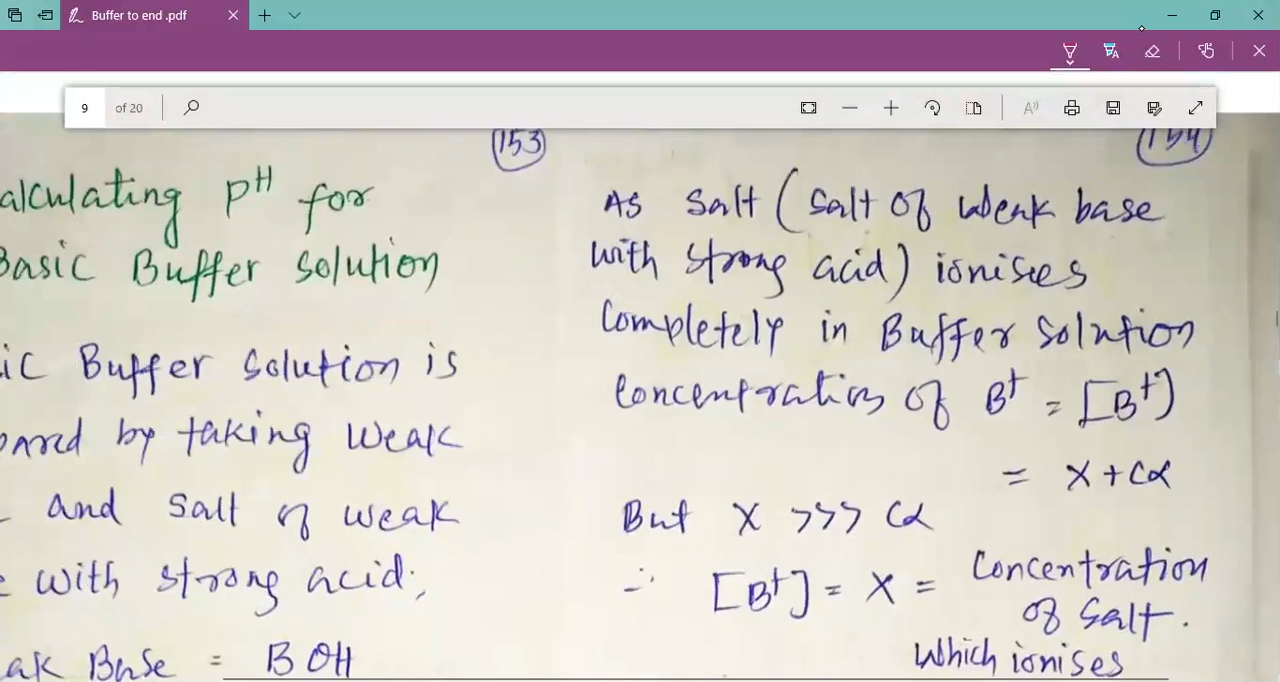 Buffer to end .pdf
9 of 20
153
alculating pH for
Basic Buffer Solution
ic Buffer Solution is
pared by taking Weak
and Salt of weak
e with strong acid;
ak Base = BOH
154
As Salt (Salt of Weak base
with strong acid) ionises
Completely in Buffer solution
Concentration of B+ = [B+]
= X + Cα
But X >>> Cα
∴ [B+] = X = Concentration
of Salt.
Which ionises